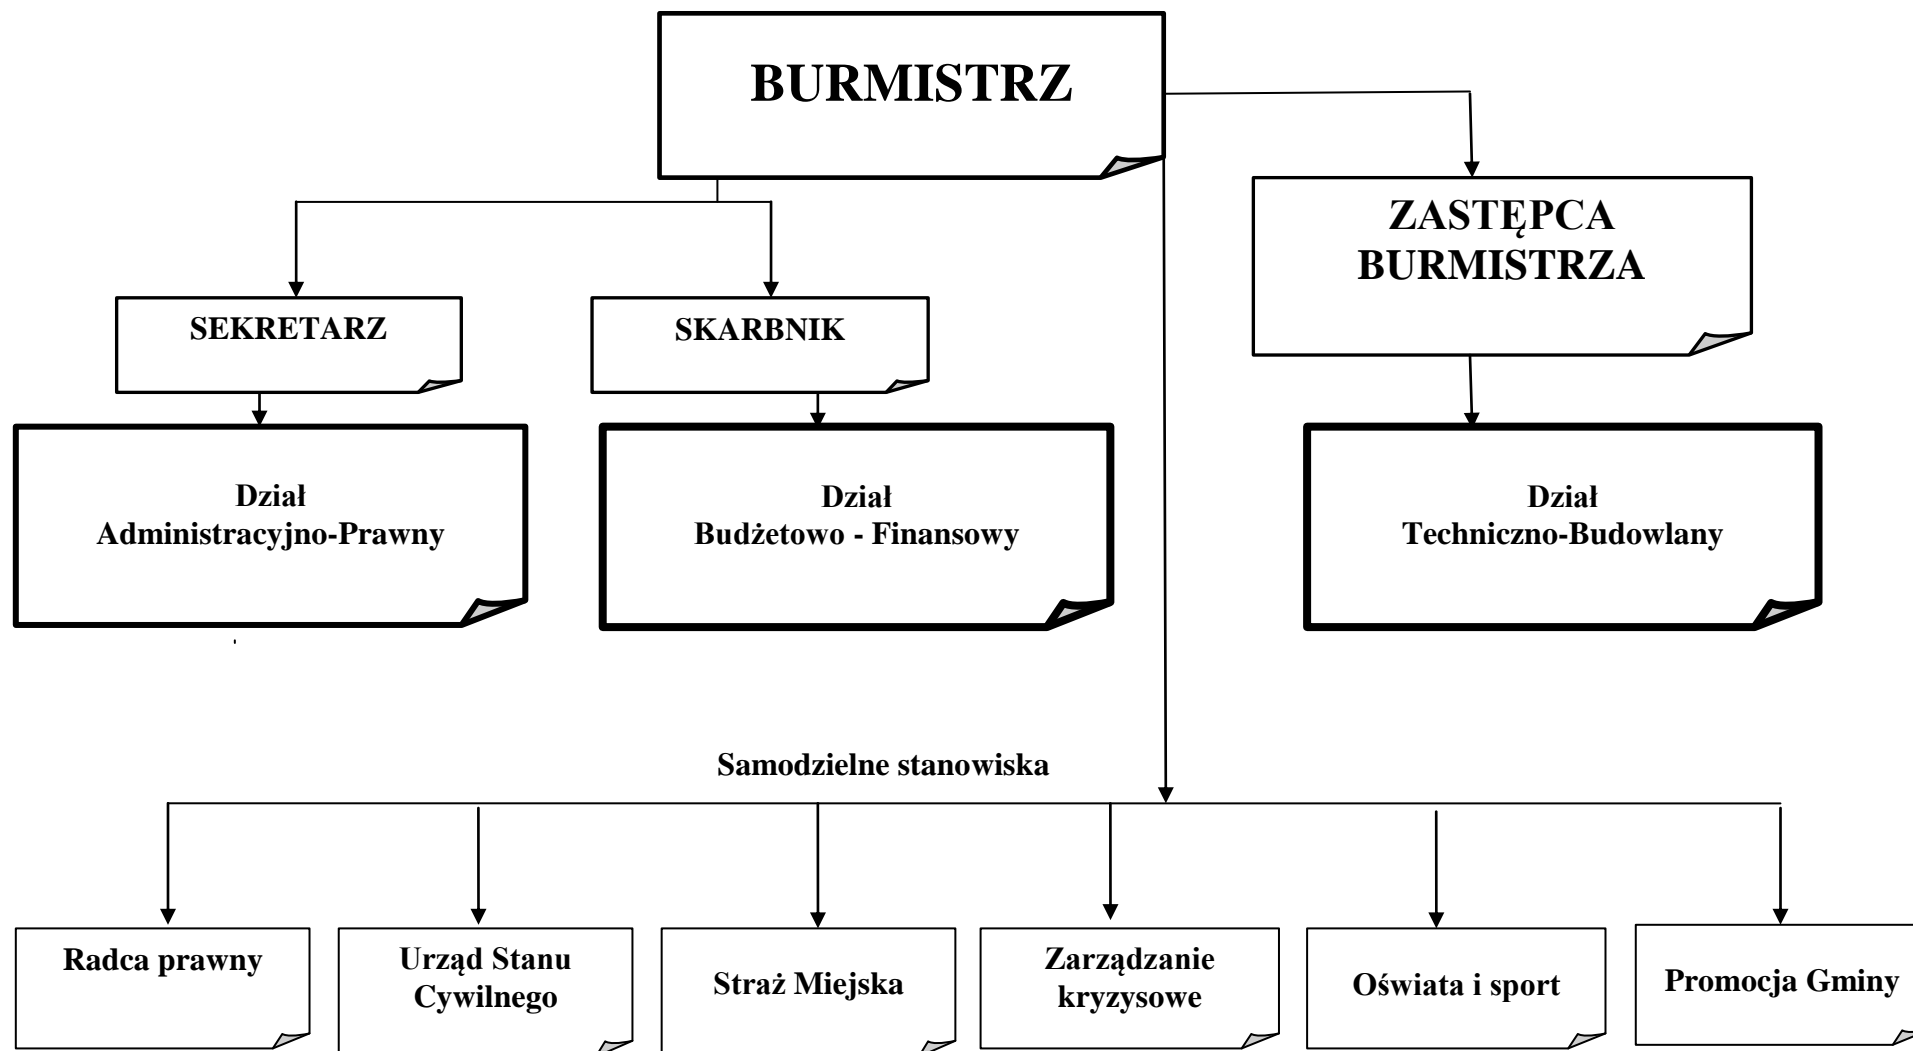 BURMISTRZ
ZASTĘPCA
BURMISTRZA
SEKRETARZ
SKARBNIK
Dział
Administracyjno-Prawny
Dział
Budżetowo - Finansowy
Dział
Techniczno-Budowlany
Samodzielne stanowiska
Radca prawny
Urząd Stanu
Cywilnego
Straż Miejska
Zarządzanie
kryzysowe
Oświata i sport
Promocja Gminy